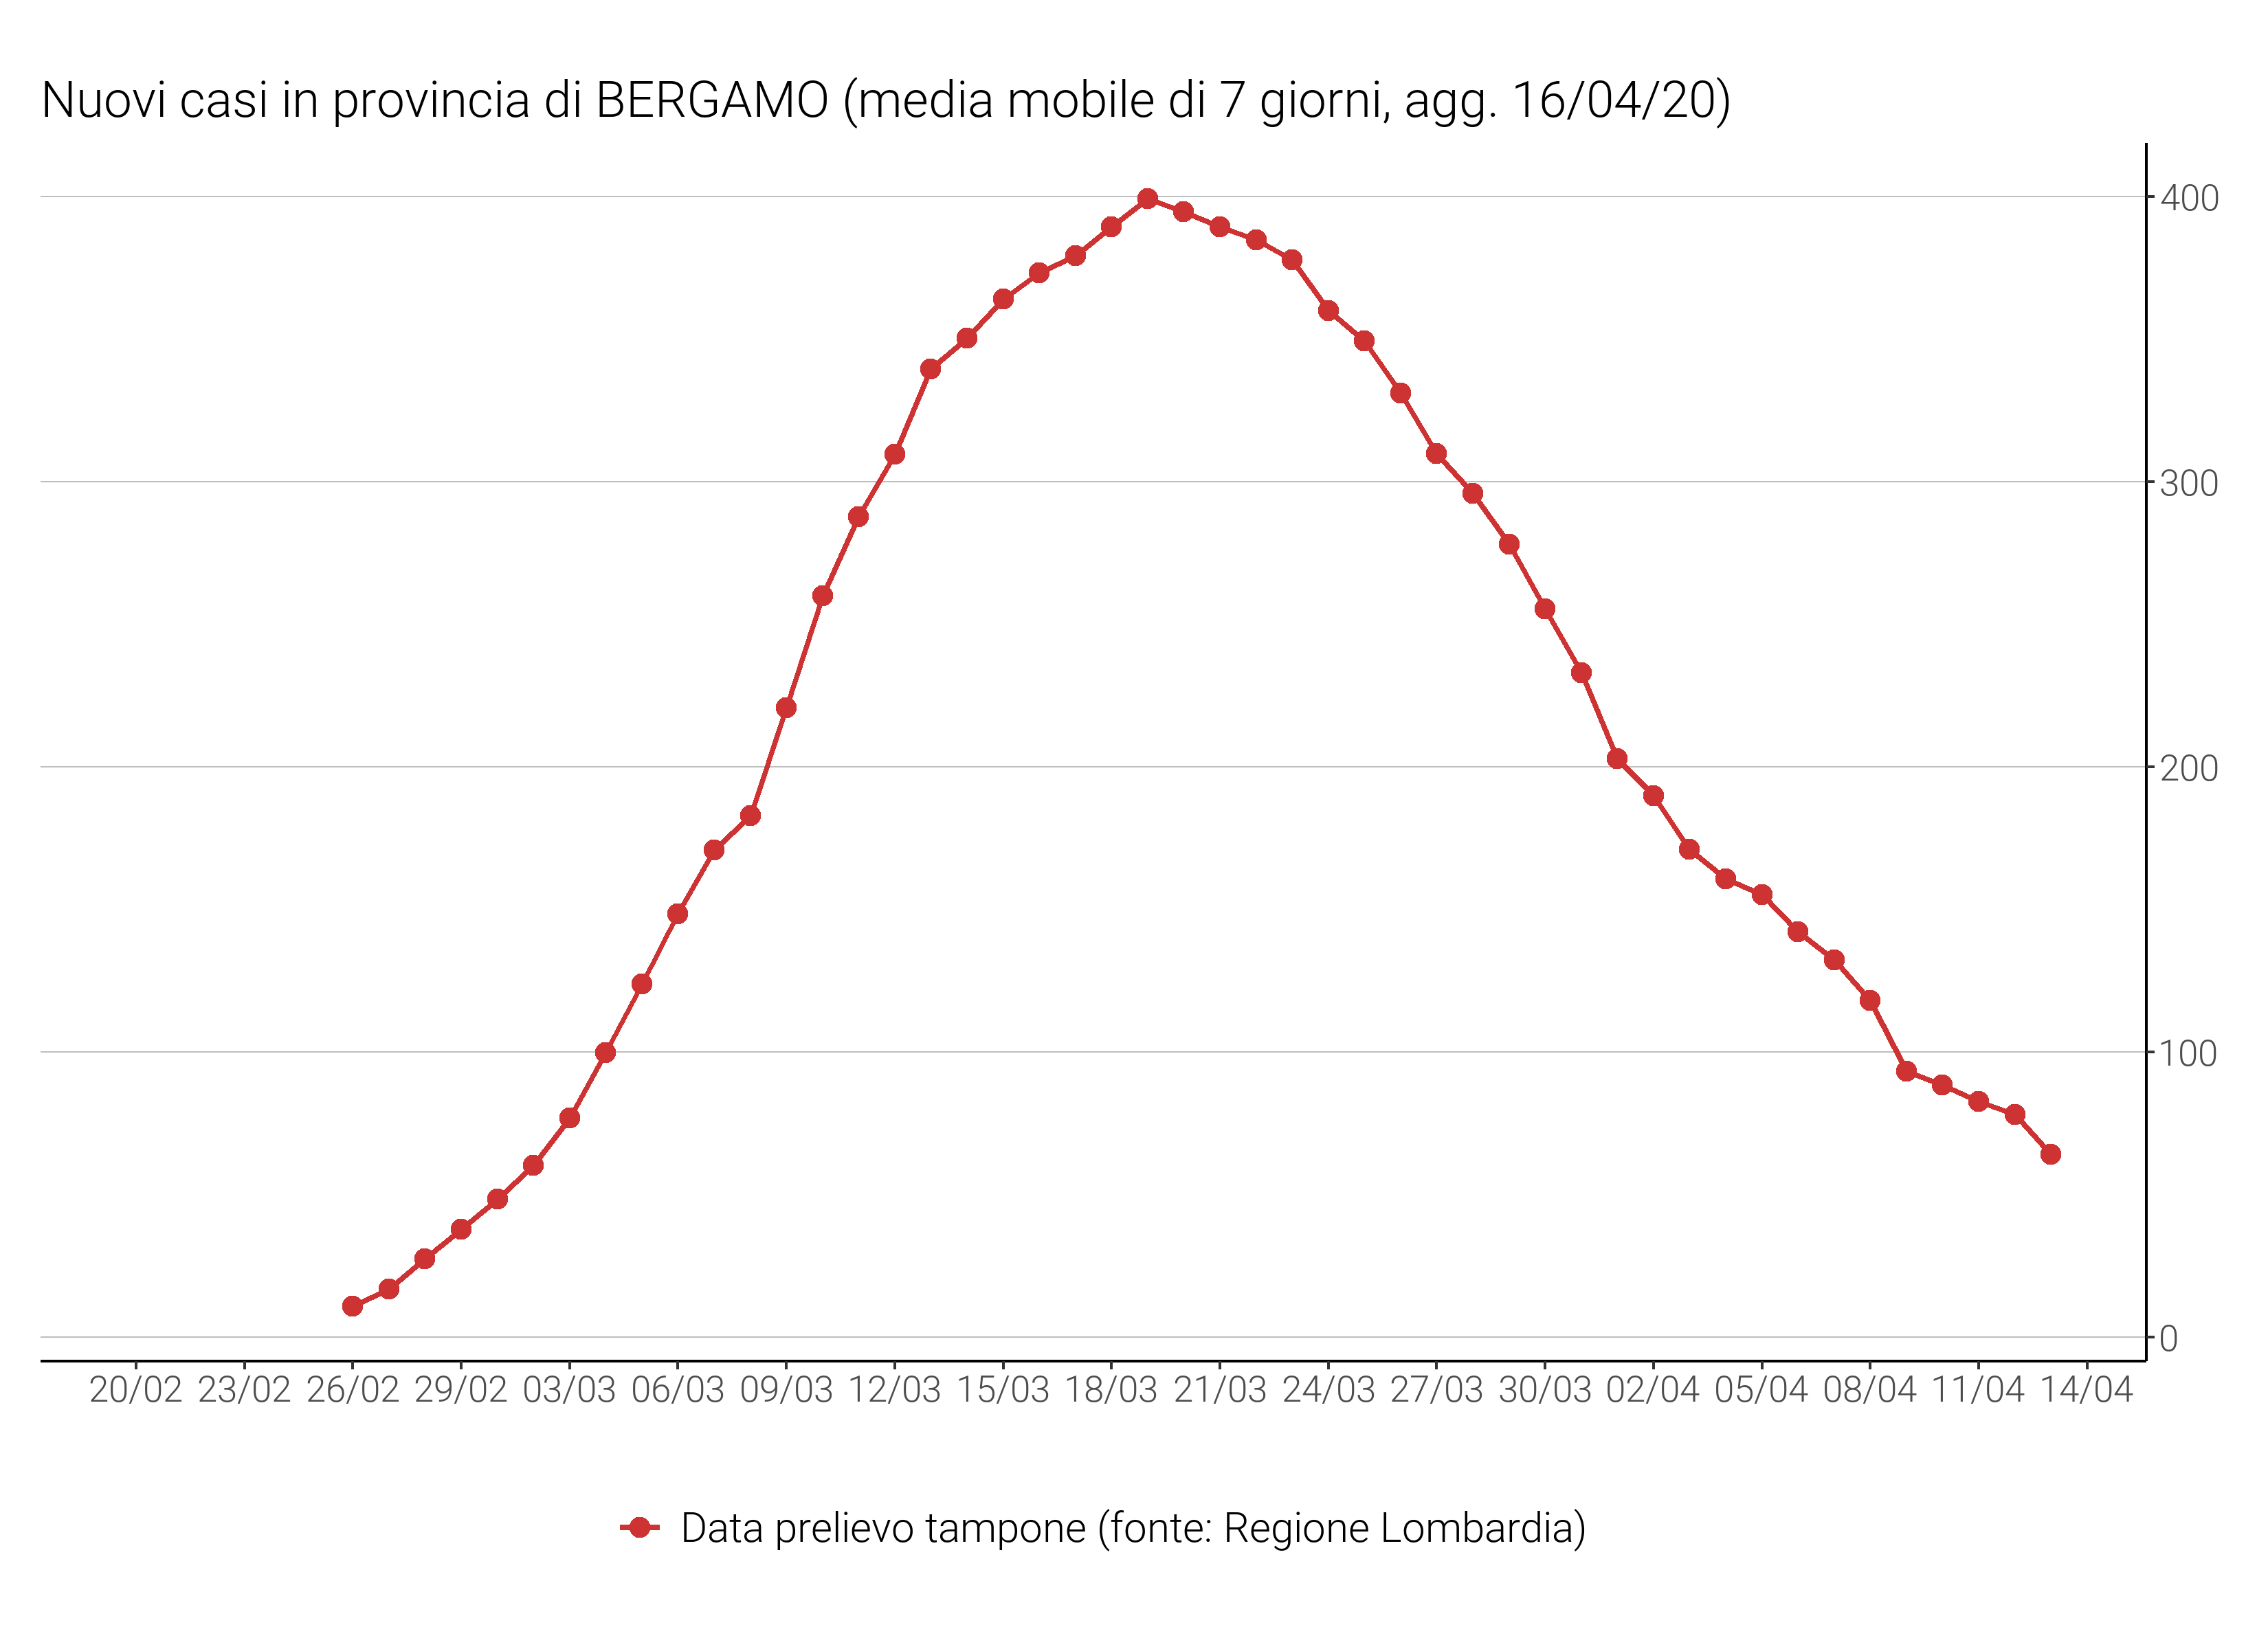 Nuovi casi in provincia di BERGAMO (media mobile di 7 giorni, agg. 16/04/20)
400
300
200
100
0
20/02 23/02 26/02 29/02 03/03 06/03 09/03 12/03 15/03 18/03 21/03 24/03 27/03 30/03 02/04 05/04 08/04 11/04 14/04
Data prelievo tampone (fonte: Regione Lombardia)